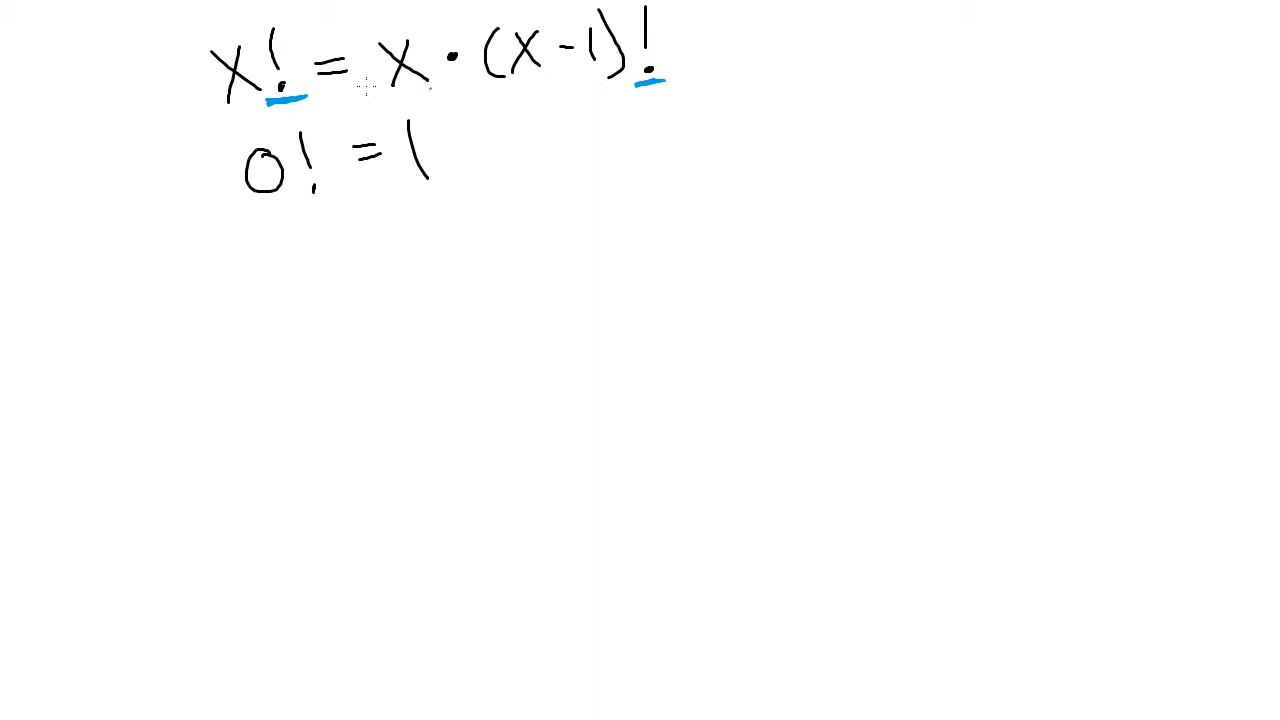 x! = x · (x - 1)!
0! = 1